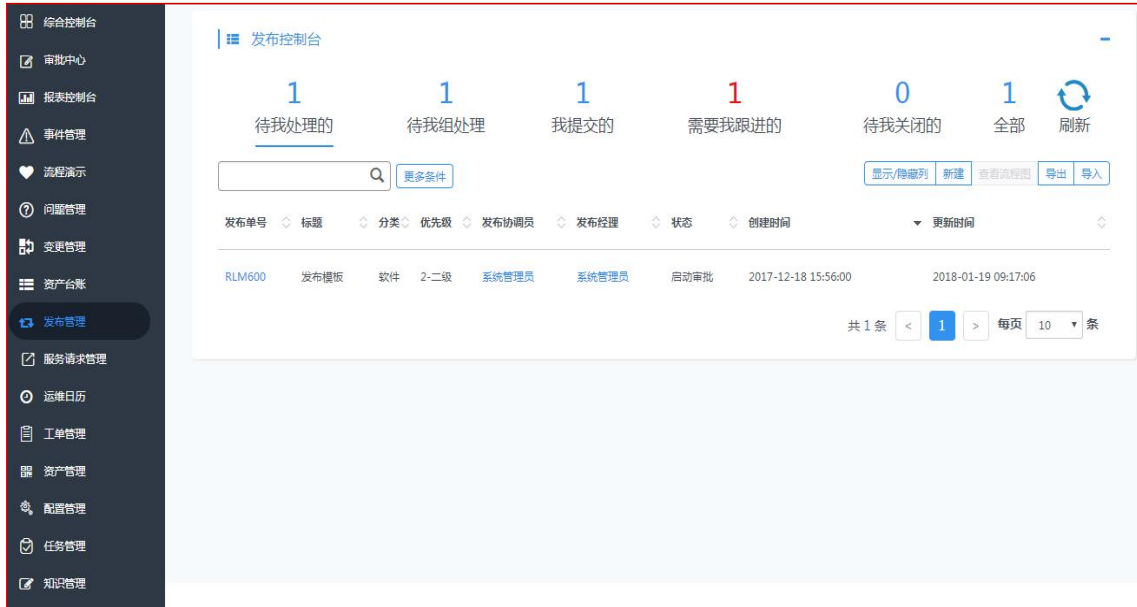 综合控制台
审批中心
报表控制台
事件管理
流程演示
问题管理
变更管理
资产台账
发布管理
服务请求管理
运维日历
工单管理
资产管理
配置管理
任务管理
知识管理
发布控制台
1 1 1 1 0 1
待我处理的 待我组处理 我提交的 需要我跟进的 待我关闭的 全部 刷新
更多条件 显示/隐藏列 新建 查看流程图 导出 导入
发布单号 标题 分类 优先级 发布协调员 发布经理 状态 创建时间 更新时间
RLM600 发布模板 软件 2-二级 系统管理员 系统管理员 启动审批 2017-12-18 15:56:00 2018-01-19 09:17:06
共 1 条 < 1 > 每页 10 条